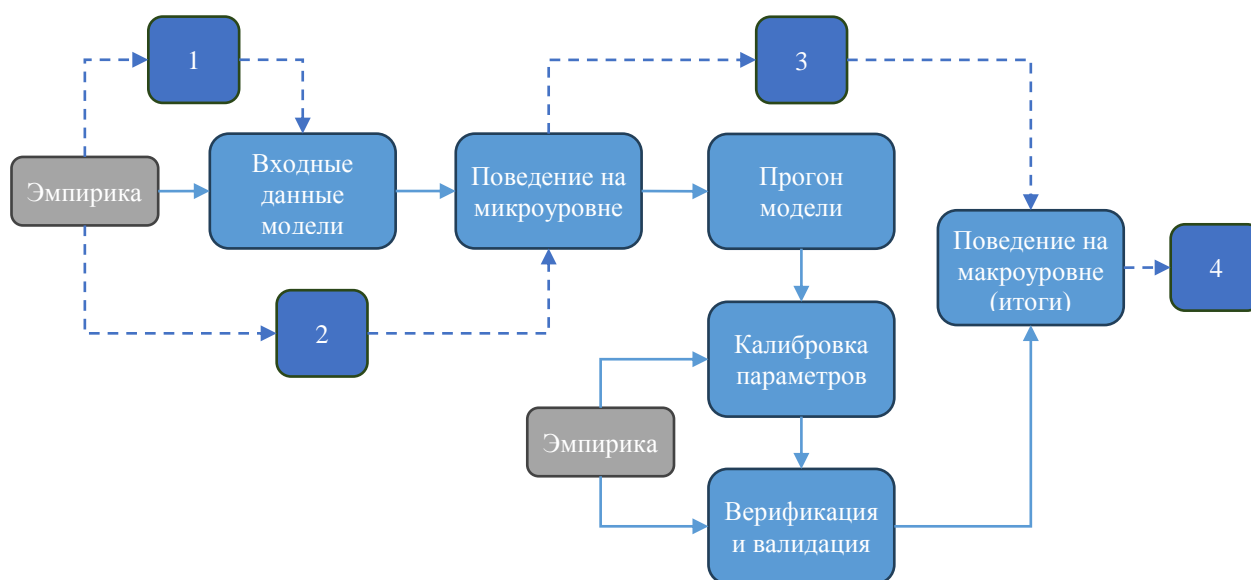 1
3
Эмпирика
Входные
данные
модели
Поведение на
микроуровне
Прогон
модели
Поведение на
макроуровне
(итоги)
4
2
Калибровка
параметров
Эмпирика
Верификация
и валидация